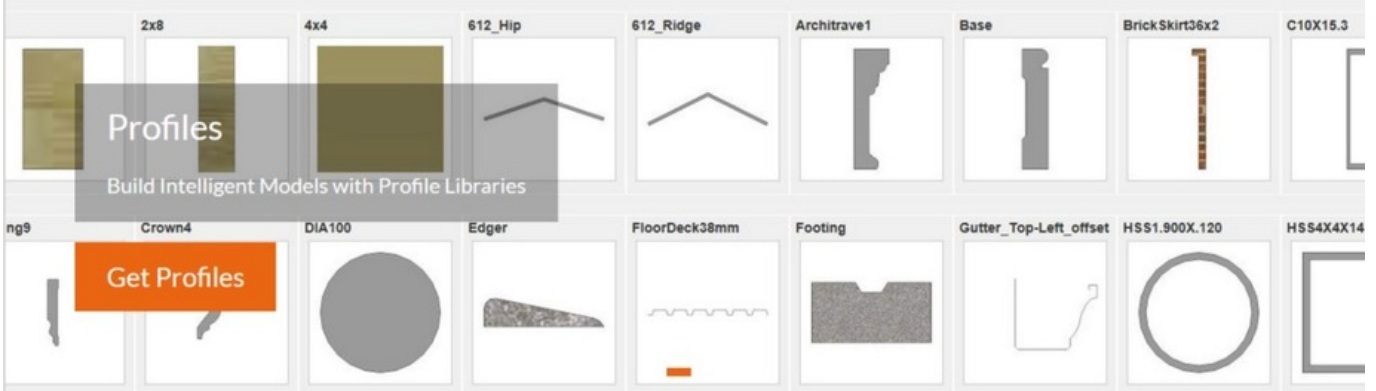 2x8 4x4 612_Hip 612_Ridge Architrave1 Base BrickSkirt36x2 C10X15.3
Profiles
Build Intelligent Models with Profile Libraries
ng9 Crown4 DIA100 Edger FloorDeck38mm Footing Gutter_Top-Left_offset HSS1.900X.120 HSS4X4X14
Get Profiles